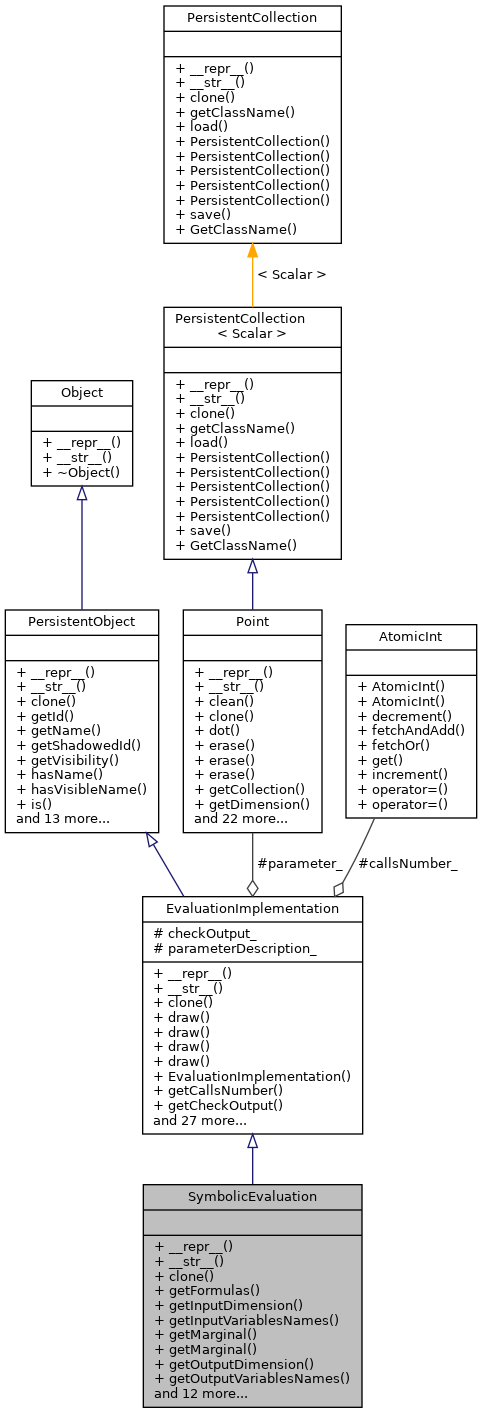 PersistentCollection
+ __repr__()
+ __str__()
+ clone()
+ getClassName()
+ load()
+ PersistentCollection()
+ PersistentCollection()
+ PersistentCollection()
+ PersistentCollection()
+ PersistentCollection()
+ save()
+ GetClassName()
< Scalar >
PersistentCollection
< Scalar >
+ __repr__()
+ __str__()
+ clone()
+ getClassName()
+ load()
+ PersistentCollection()
+ PersistentCollection()
+ PersistentCollection()
+ PersistentCollection()
+ PersistentCollection()
+ save()
+ GetClassName()
Object
+ __repr__()
+ __str__()
+ ~Object()
PersistentObject
+ __repr__()
+ __str__()
+ clone()
+ getId()
+ getName()
+ getShadowedId()
+ getVisibility()
+ hasName()
+ hasVisibleName()
+ is()
and 13 more...
Point
+ __repr__()
+ __str__()
+ clean()
+ clone()
+ dot()
+ erase()
+ erase()
+ erase()
+ getCollection()
+ getDimension()
and 22 more...
AtomicInt
+ AtomicInt()
+ AtomicInt()
+ decrement()
+ fetchAndAdd()
+ fetchOr()
+ get()
+ increment()
+ operator=()
+ operator=()
#parameter_
#callsNumber_
EvaluationImplementation
# checkOutput_
# parameterDescription_
+ __repr__()
+ __str__()
+ clone()
+ draw()
+ draw()
+ draw()
+ draw()
+ EvaluationImplementation()
+ getCallsNumber()
+ getCheckOutput()
and 27 more...
SymbolicEvaluation
+ __repr__()
+ __str__()
+ clone()
+ getFormulas()
+ getInputDimension()
+ getInputVariablesNames()
+ getMarginal()
+ getMarginal()
+ getOutputDimension()
+ getOutputVariablesNames()
and 12 more...